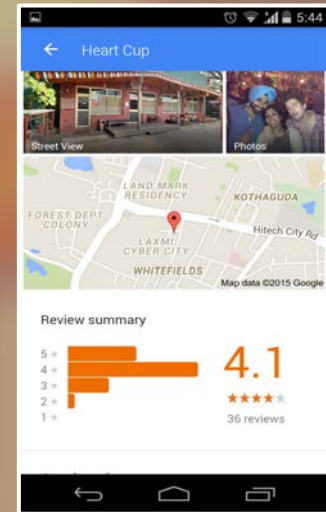 5:44
Heart Cup
Street View
Photos
LAND MARK
RESIDENCY
KOTHAGUDA
FOREST DEPT
COLONY
Hitech City Rd
LAXMI
CYBER CITY
WHITEFIELDS
Map data ©2015 Google
Review summary
5 ★
4 ★
3 ★
2 ★
1 ★
4.1
36 reviews